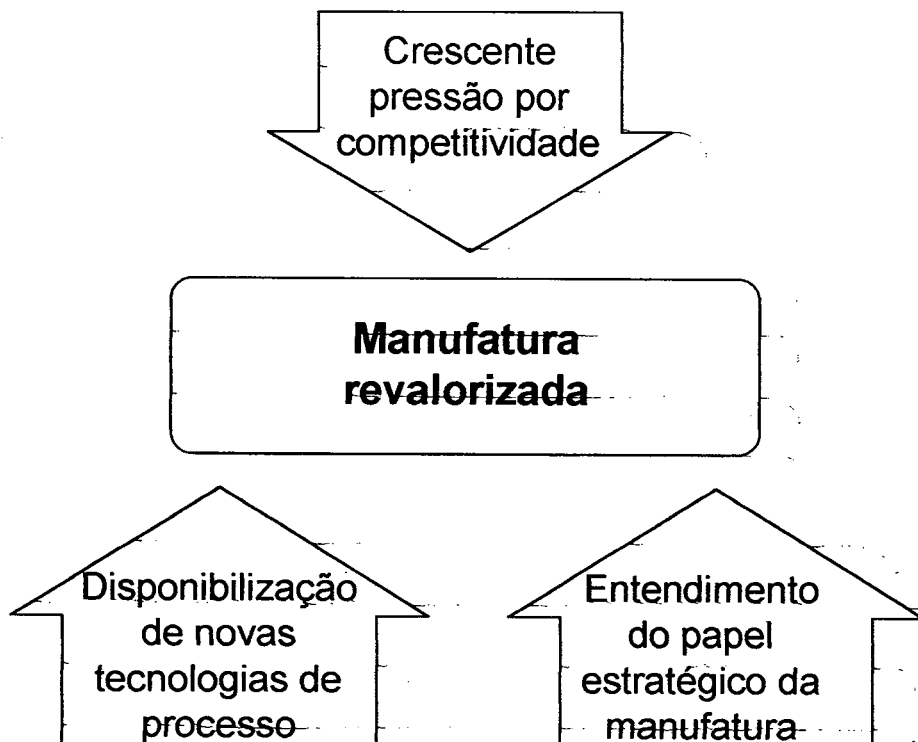 Crescente
pressão por
competitividade
Manufatura
revalorizada
Disponibilização
de novas
tecnologias de
processo
Entendimento
do papel
estratégico da
manufatura